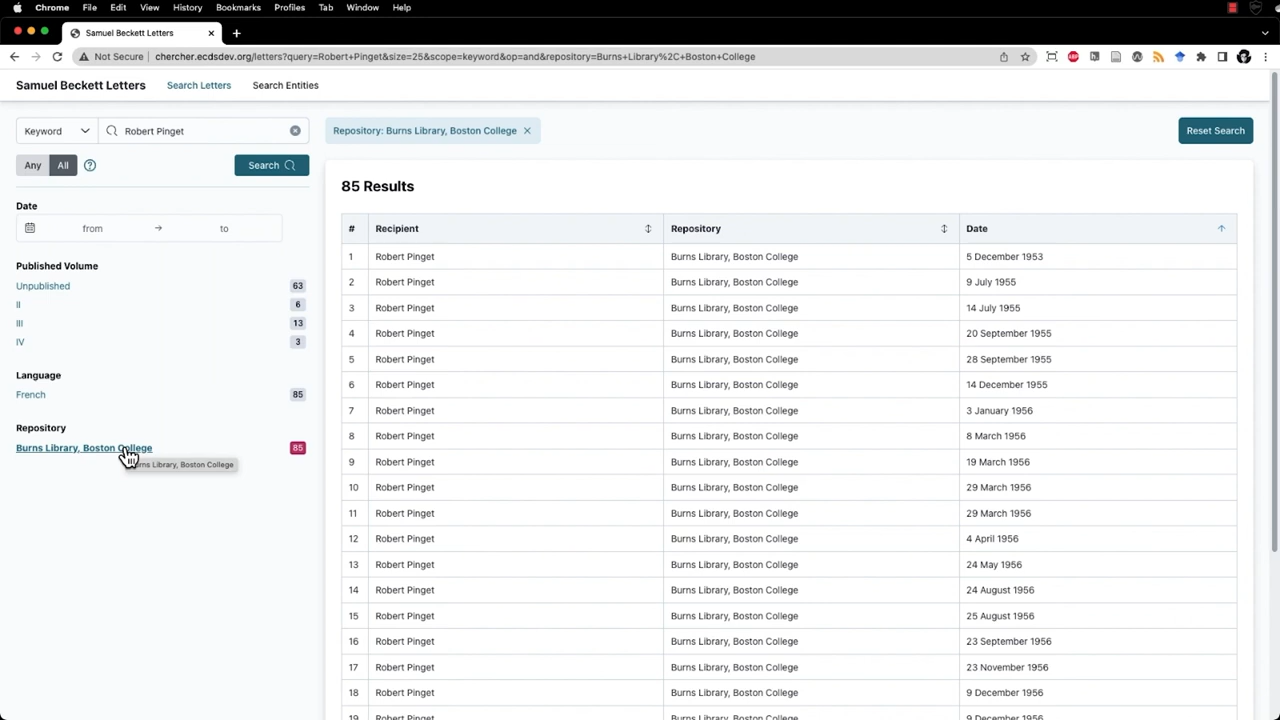 Chrome File Edit View History Bookmarks Profiles Tab Window Help
Samuel Beckett Letters
Not Secure chercher.ecdsdev.org/letters?query=Robert+Pinget&size=25&scope=keyword&op=and&repository=Burns+Library%2C+Boston+College
Samuel Beckett Letters Search Letters Search Entities
Keyword Robert Pinget
Repository: Burns Library, Boston College
Reset Search
Any All Search
85 Results
Date
from to
# Recipient Repository Date
1 Robert Pinget Burns Library, Boston College 5 December 1953
2 Robert Pinget Burns Library, Boston College 9 July 1955
3 Robert Pinget Burns Library, Boston College 14 July 1955
4 Robert Pinget Burns Library, Boston College 20 September 1955
5 Robert Pinget Burns Library, Boston College 28 September 1955
6 Robert Pinget Burns Library, Boston College 14 December 1955
7 Robert Pinget Burns Library, Boston College 3 January 1956
8 Robert Pinget Burns Library, Boston College 8 March 1956
9 Robert Pinget Burns Library, Boston College 19 March 1956
10 Robert Pinget Burns Library, Boston College 29 March 1956
11 Robert Pinget Burns Library, Boston College 29 March 1956
12 Robert Pinget Burns Library, Boston College 4 April 1956
13 Robert Pinget Burns Library, Boston College 24 May 1956
14 Robert Pinget Burns Library, Boston College 24 August 1956
15 Robert Pinget Burns Library, Boston College 25 August 1956
16 Robert Pinget Burns Library, Boston College 23 September 1956
17 Robert Pinget Burns Library, Boston College 23 November 1956
18 Robert Pinget Burns Library, Boston College 9 December 1956
19 Robert Pinget Burns Library, Boston College 9 December 1956
Published Volume
Unpublished 63
II 6
III 13
IV 3
Language
French 85
Repository
Burns Library, Boston College 85
Library, Boston College